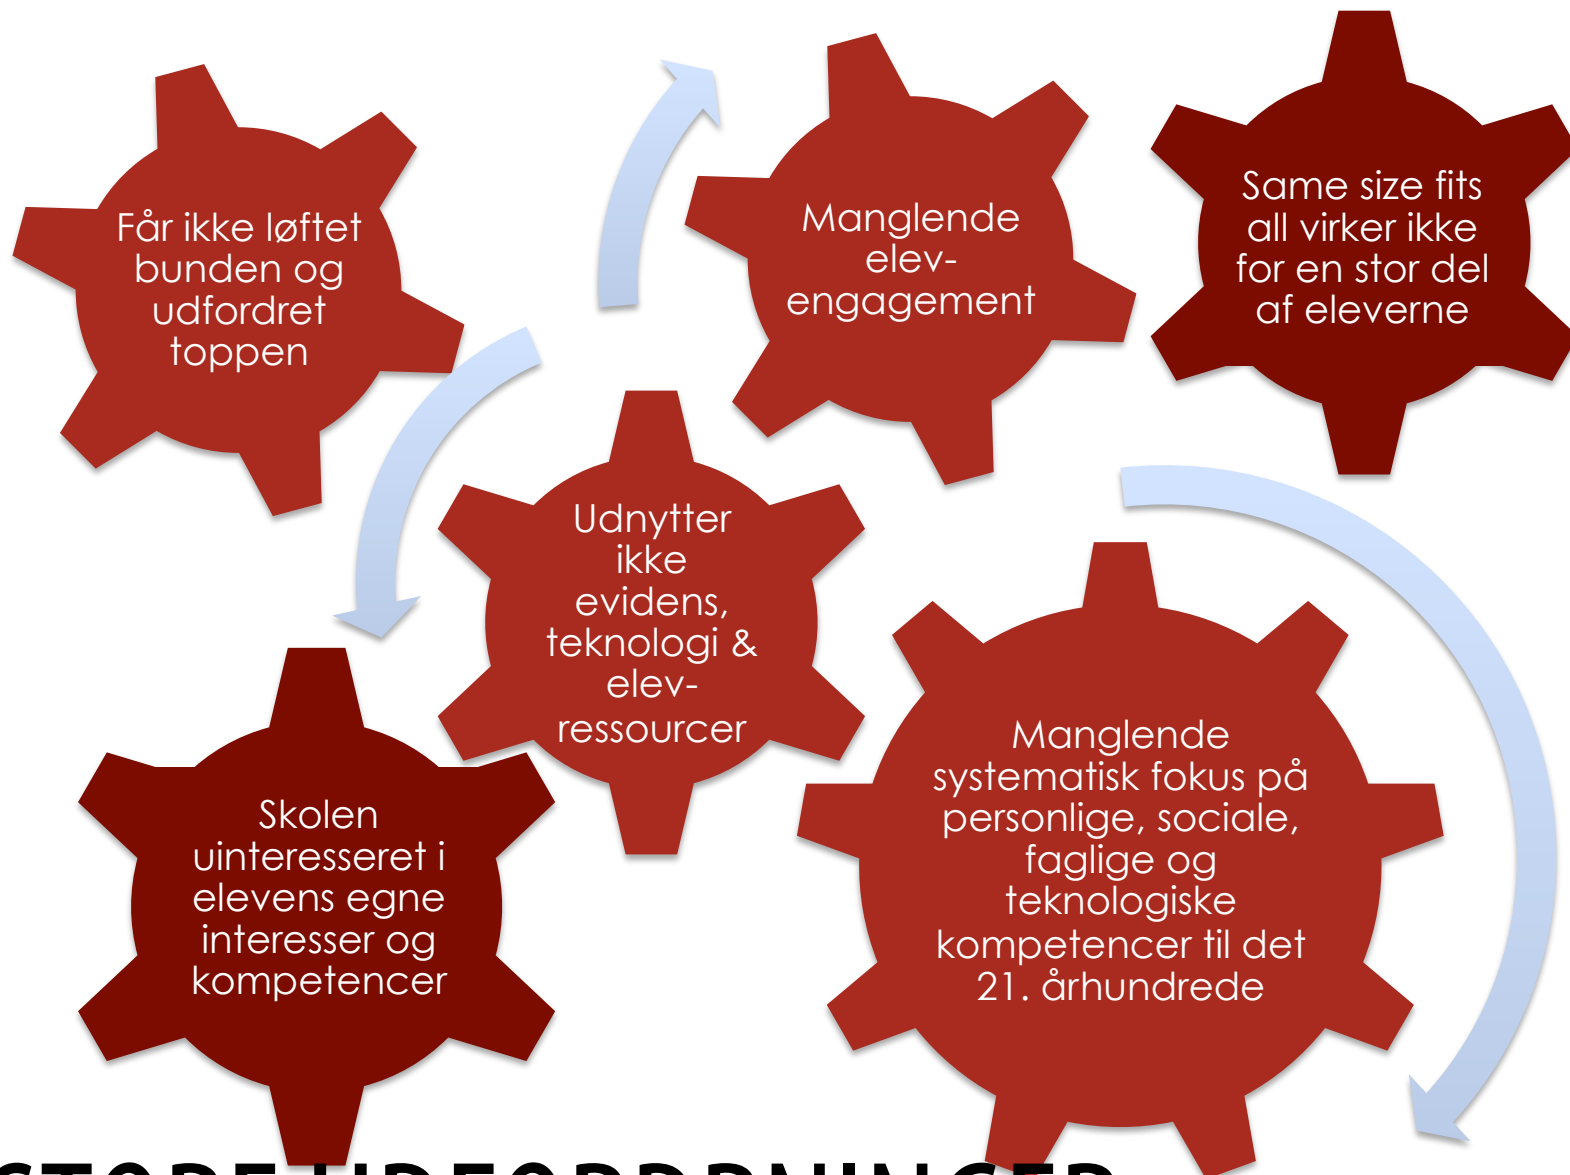 Får ikke løftet
bunden og
udfordret
toppen
Manglende
elev-
engagement
Same size fits
all virker ikke
for en stor del
af eleverne
Udnytter
ikke
evidens,
teknologi &
elev-
ressourcer
Skolen
uinteresseret i
elevens egne
interesser og
kompetencer
Manglende
systematisk fokus på
personlige, sociale,
faglige og
teknologiske
kompetencer til det
21. århundrede
STORE UDFORDRINGER